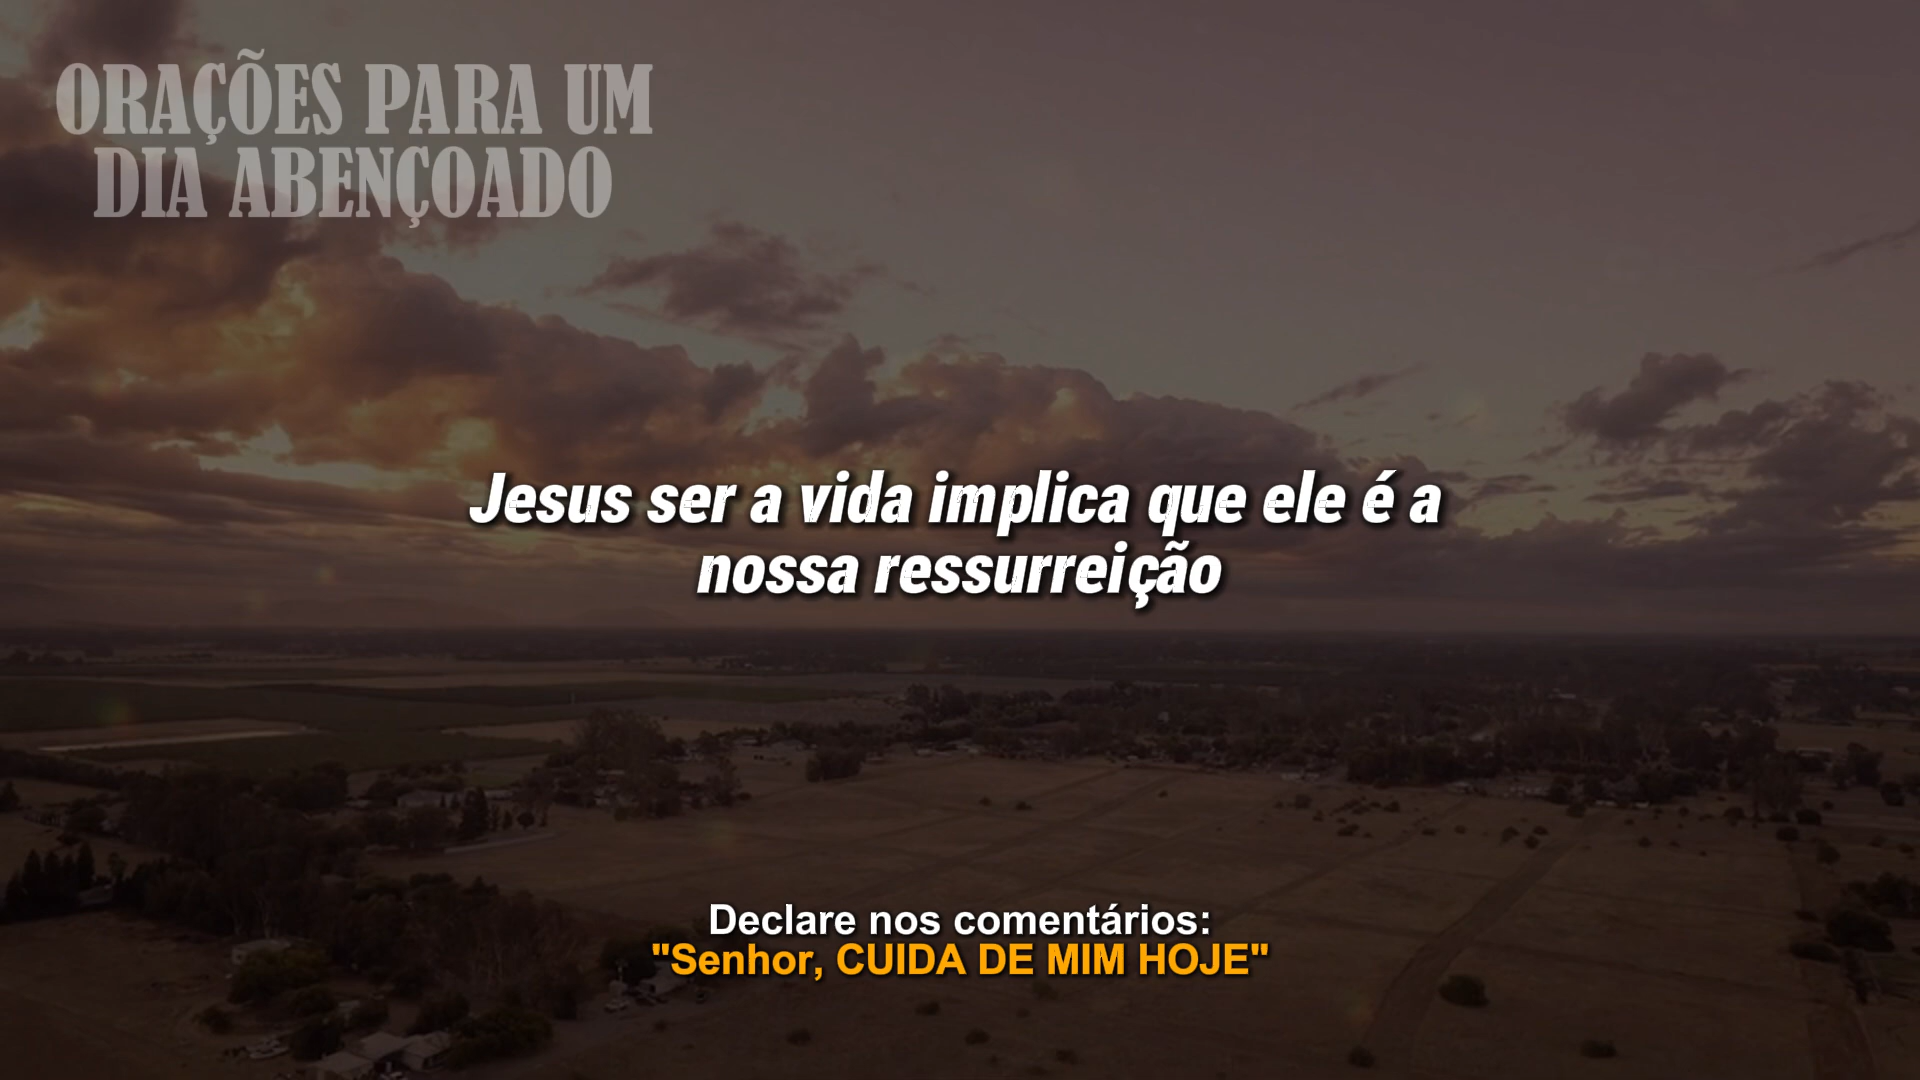 ORAÇÕES PARA UM
DIA ABENÇOADO
Jesus ser a vida implica que ele é a
nossa ressurreição
Declare nos comentários:
"Senhor, CUIDA DE MIM HOJE"